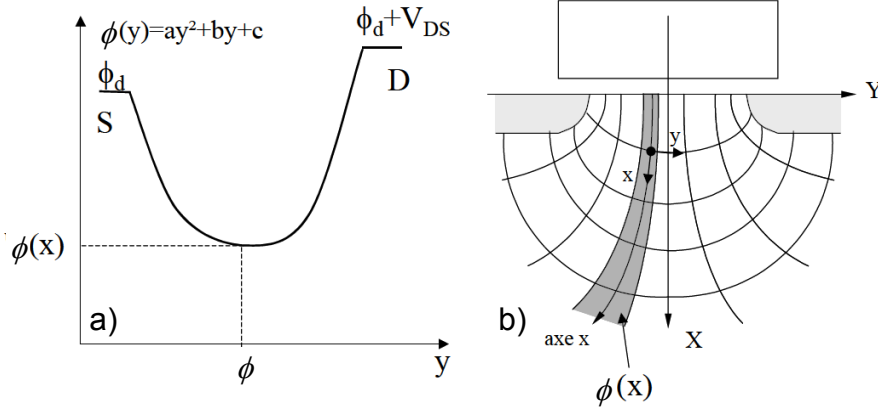 ϕ(y)=ay²+by+c
ϕd+VDS
ϕd
D
S
ϕ(x)
a)
ϕ
y
Y
y
x
b)
axe x
X
ϕ(x)